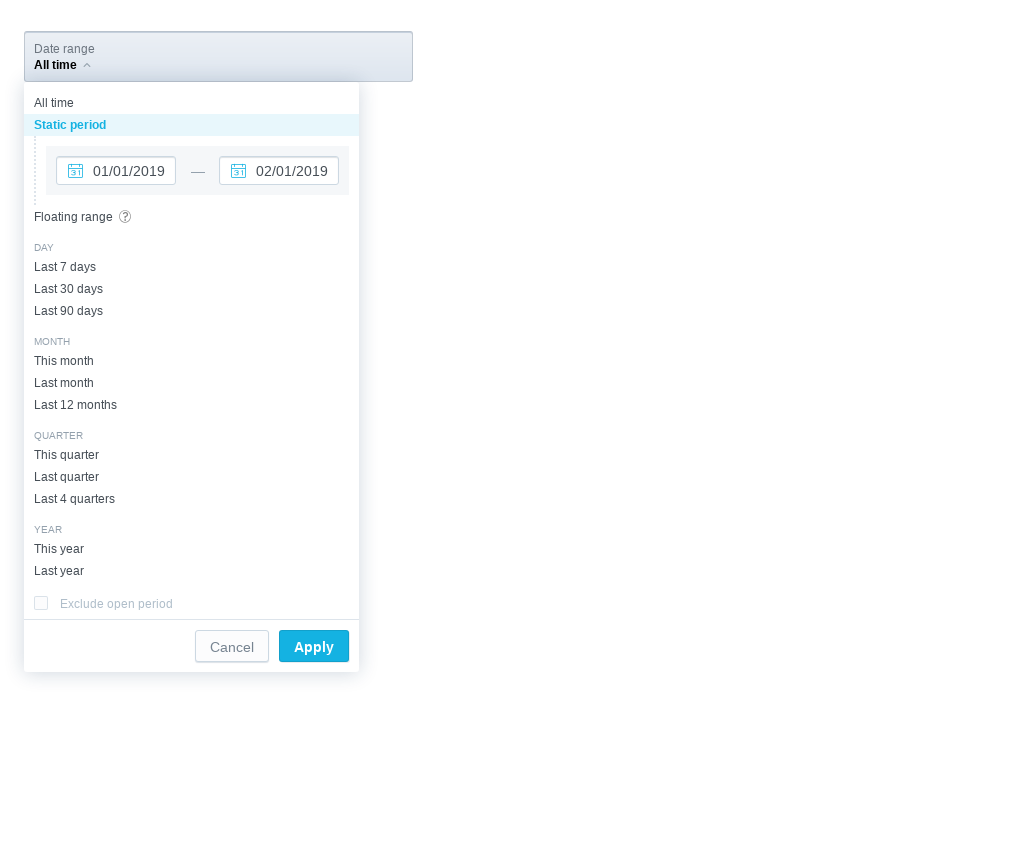 Date range
All time
All time
Static period
01/01/2019 — 02/01/2019
Floating range ?
DAY
Last 7 days
Last 30 days
Last 90 days
MONTH
This month
Last month
Last 12 months
QUARTER
This quarter
Last quarter
Last 4 quarters
YEAR
This year
Last year
Exclude open period
Cancel Apply